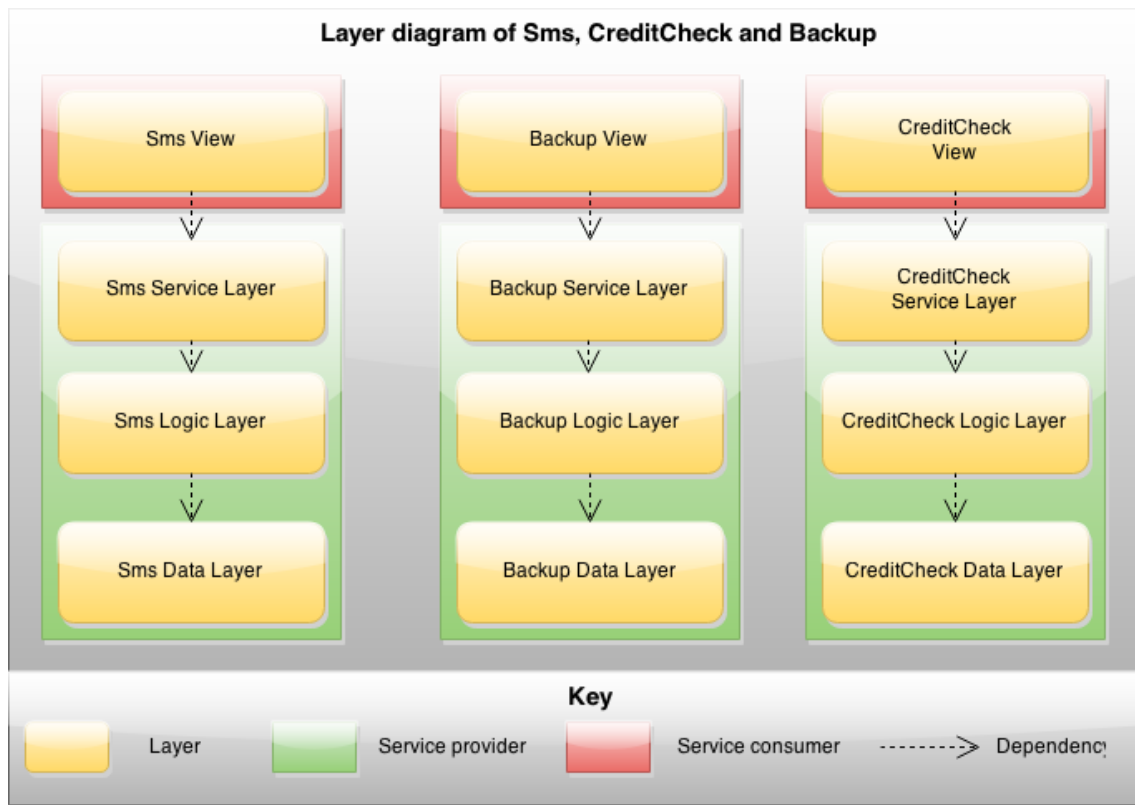 Layer diagram of Sms, CreditCheck and Backup
Sms View
Backup View
CreditCheck
View
Sms Service Layer
Backup Service Layer
CreditCheck
Service Layer
Sms Logic Layer
Backup Logic Layer
CreditCheck Logic Layer
Sms Data Layer
Backup Data Layer
CreditCheck Data Layer
Key
Layer
Service provider
Service consumer
Dependency